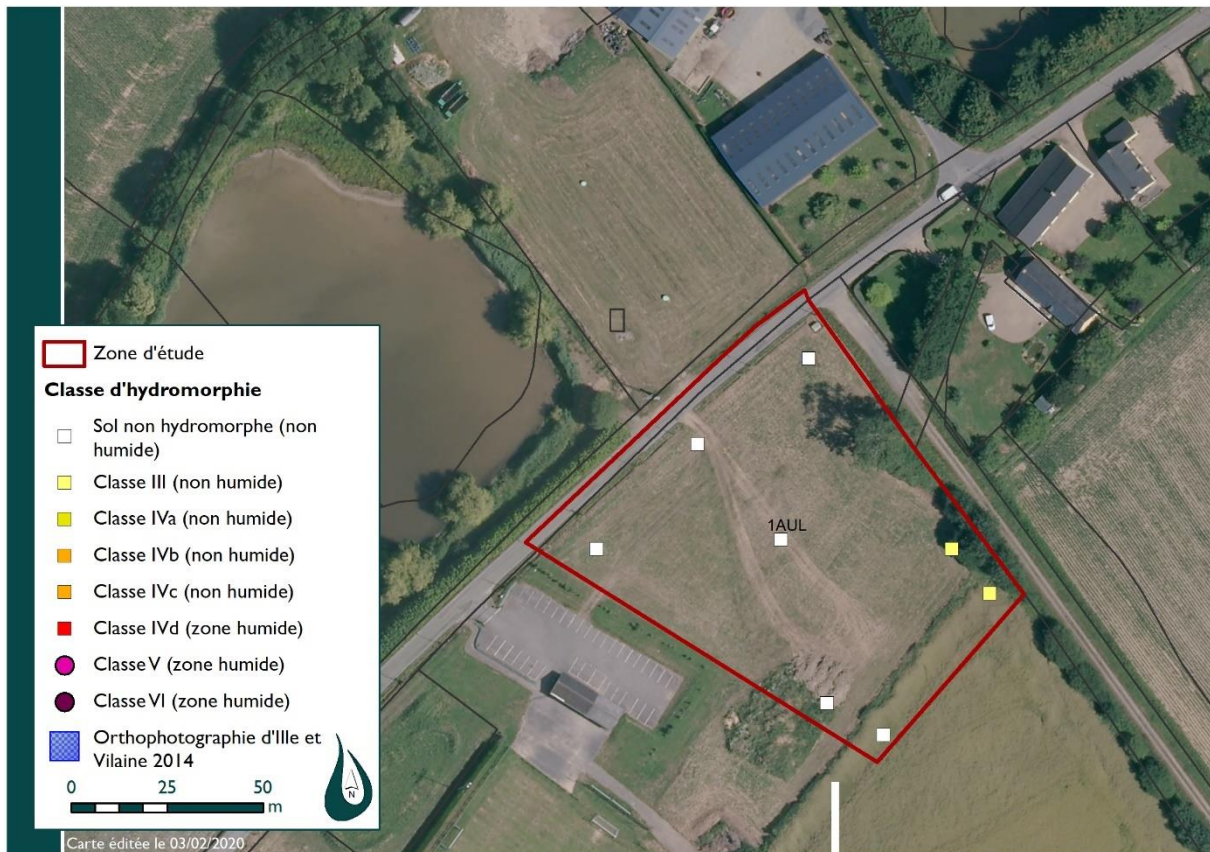 1AUL
Zone d'étude
Classe d'hydromorphie
Sol non hydromorphe (non
humide)
Classe III (non humide)
Classe IVa (non humide)
Classe IVb (non humide)
Classe IVc (non humide)
Classe IVd (zone humide)
Classe V (zone humide)
Classe VI (zone humide)
Orthophotographie d'Ille et
Vilaine 2014
0 25 50
m
N
Carte éditée le 03/02/2020